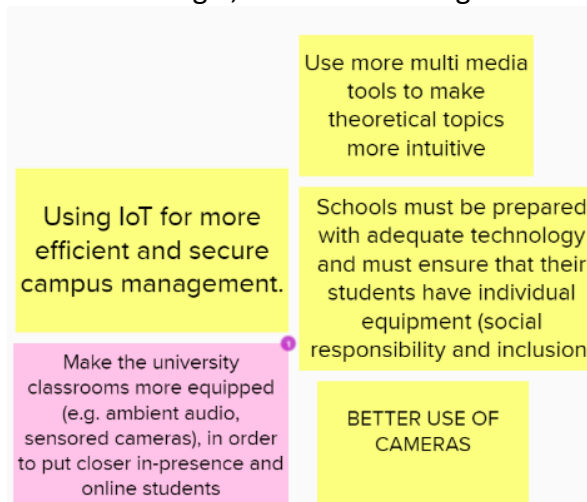 Use more multi media
tools to make
theoretical topics
more intuitive
Using IoT for more
efficient and secure
campus management.
Schools must be prepared
with adequate technology
and must ensure that their
students have individual
equipment (social
responsibility and inclusion
1
Make the university
classrooms more equipped
(e.g. ambient audio,
sensored cameras), in order
to put closer in-presence and
online students
BETTER USE OF
CAMERAS